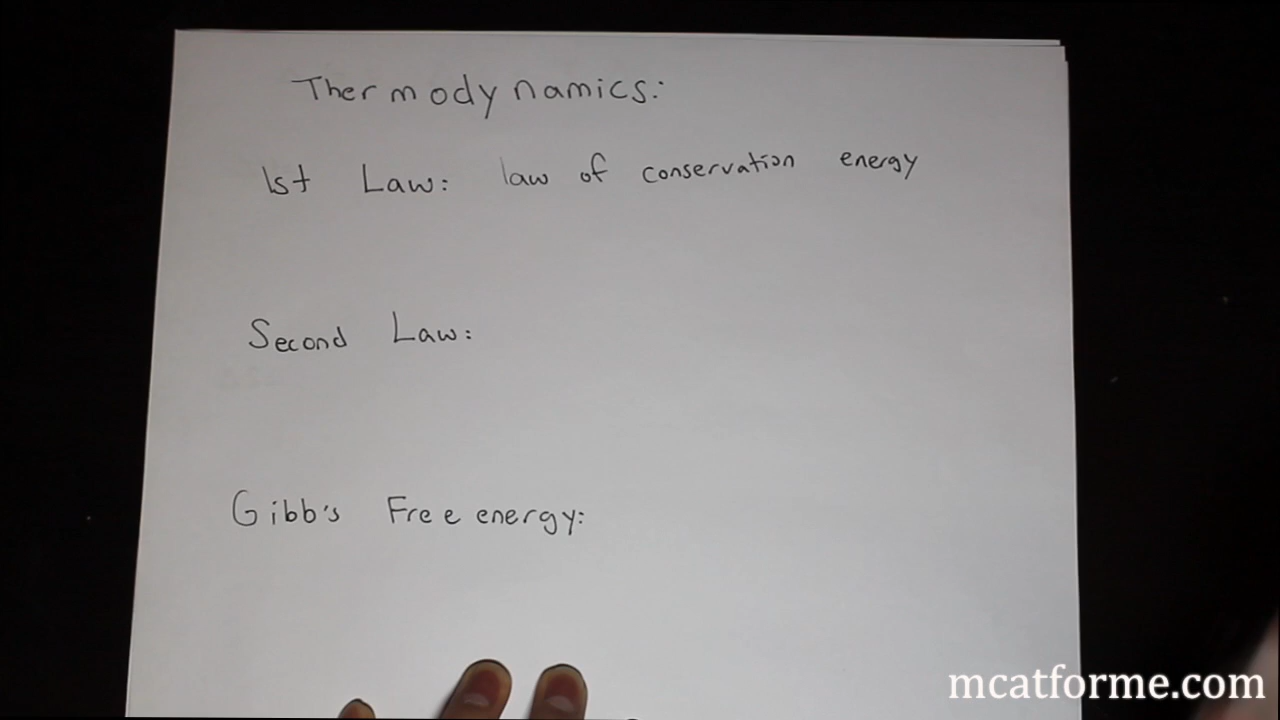 Thermodynamics:
1st Law: law of conservation energy
Second Law:
Gibb's Free energy:
mcatforme.com